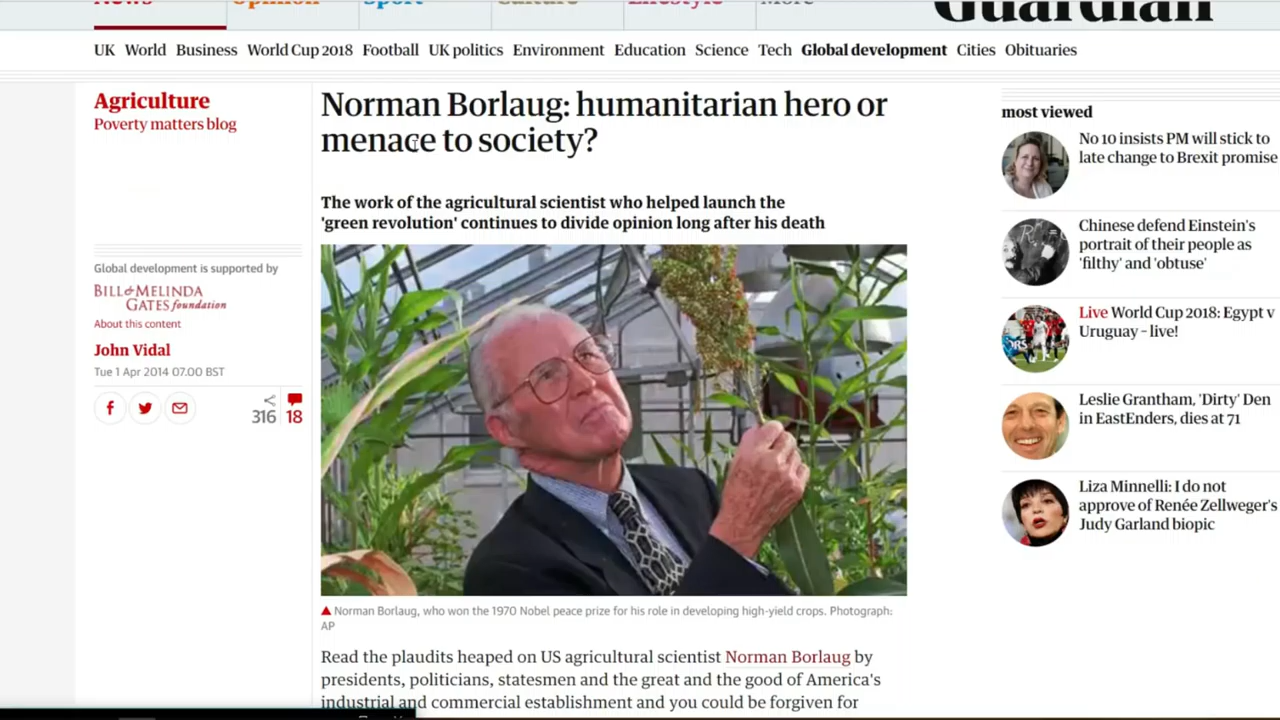 News Opinion Sport Culture Lifestyle More
Guardian
UK World Business World Cup 2018 Football UK politics Environment Education Science Tech Global development Cities Obituaries
Agriculture
Poverty matters blog
Global development is supported by
BILL & MELINDA
GATES foundation
About this content
John Vidal
Tue 1 Apr 2014 07.00 BST
316 18
Norman Borlaug: humanitarian hero or
menace to society?
The work of the agricultural scientist who helped launch the
'green revolution' continues to divide opinion long after his death
Norman Borlaug, who won the 1970 Nobel peace prize for his role in developing high-yield crops. Photograph:
AP
Read the plaudits heaped on US agricultural scientist Norman Borlaug by
presidents, politicians, statesmen and the great and the good of America's
industrial and commercial establishment and you could be forgiven for
most viewed
No 10 insists PM will stick to
late change to Brexit promise
Chinese defend Einstein's
portrait of their people as
'filthy' and 'obtuse'
Live World Cup 2018: Egypt v
Uruguay – live!
Leslie Grantham, 'Dirty' Den
in EastEnders, dies at 71
Liza Minnelli: I do not
approve of Renée Zellweger's
Judy Garland biopic